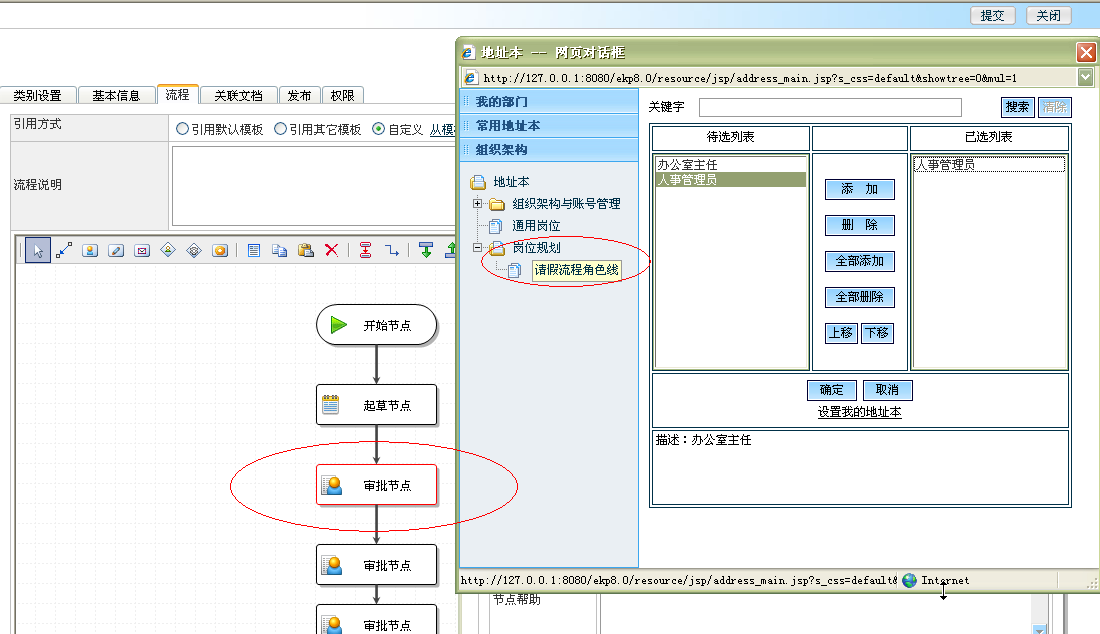 提交 关闭
地址本 -- 网页对话框
http://127.0.0.1:8080/ekp8.0/resource/jsp/address_main.jsp?s_css=default&showtree=0&mul=1
类别设置 基本信息 流程 关联文档 发布 权限
引用方式 引用默认模板 引用其它模板 自定义 从模
流程说明
开始节点
起草节点
审批节点
审批节点
审批节点
我的部门
常用地址本
组织架构
地址本
组织架构与账号管理
通用岗位
岗位规划
请假流程角色线
关键字 搜索 清除
待选列表 已选列表
办公室主任 人事管理员
人事管理员
添 加
删 除
全部添加
全部删除
上移 下移
确定 取消
设置我的地址本
描述：办公室主任
http://127.0.0.1:8080/ekp8.0/resource/jsp/address_main.jsp?s_css=default& Internet
节点帮助